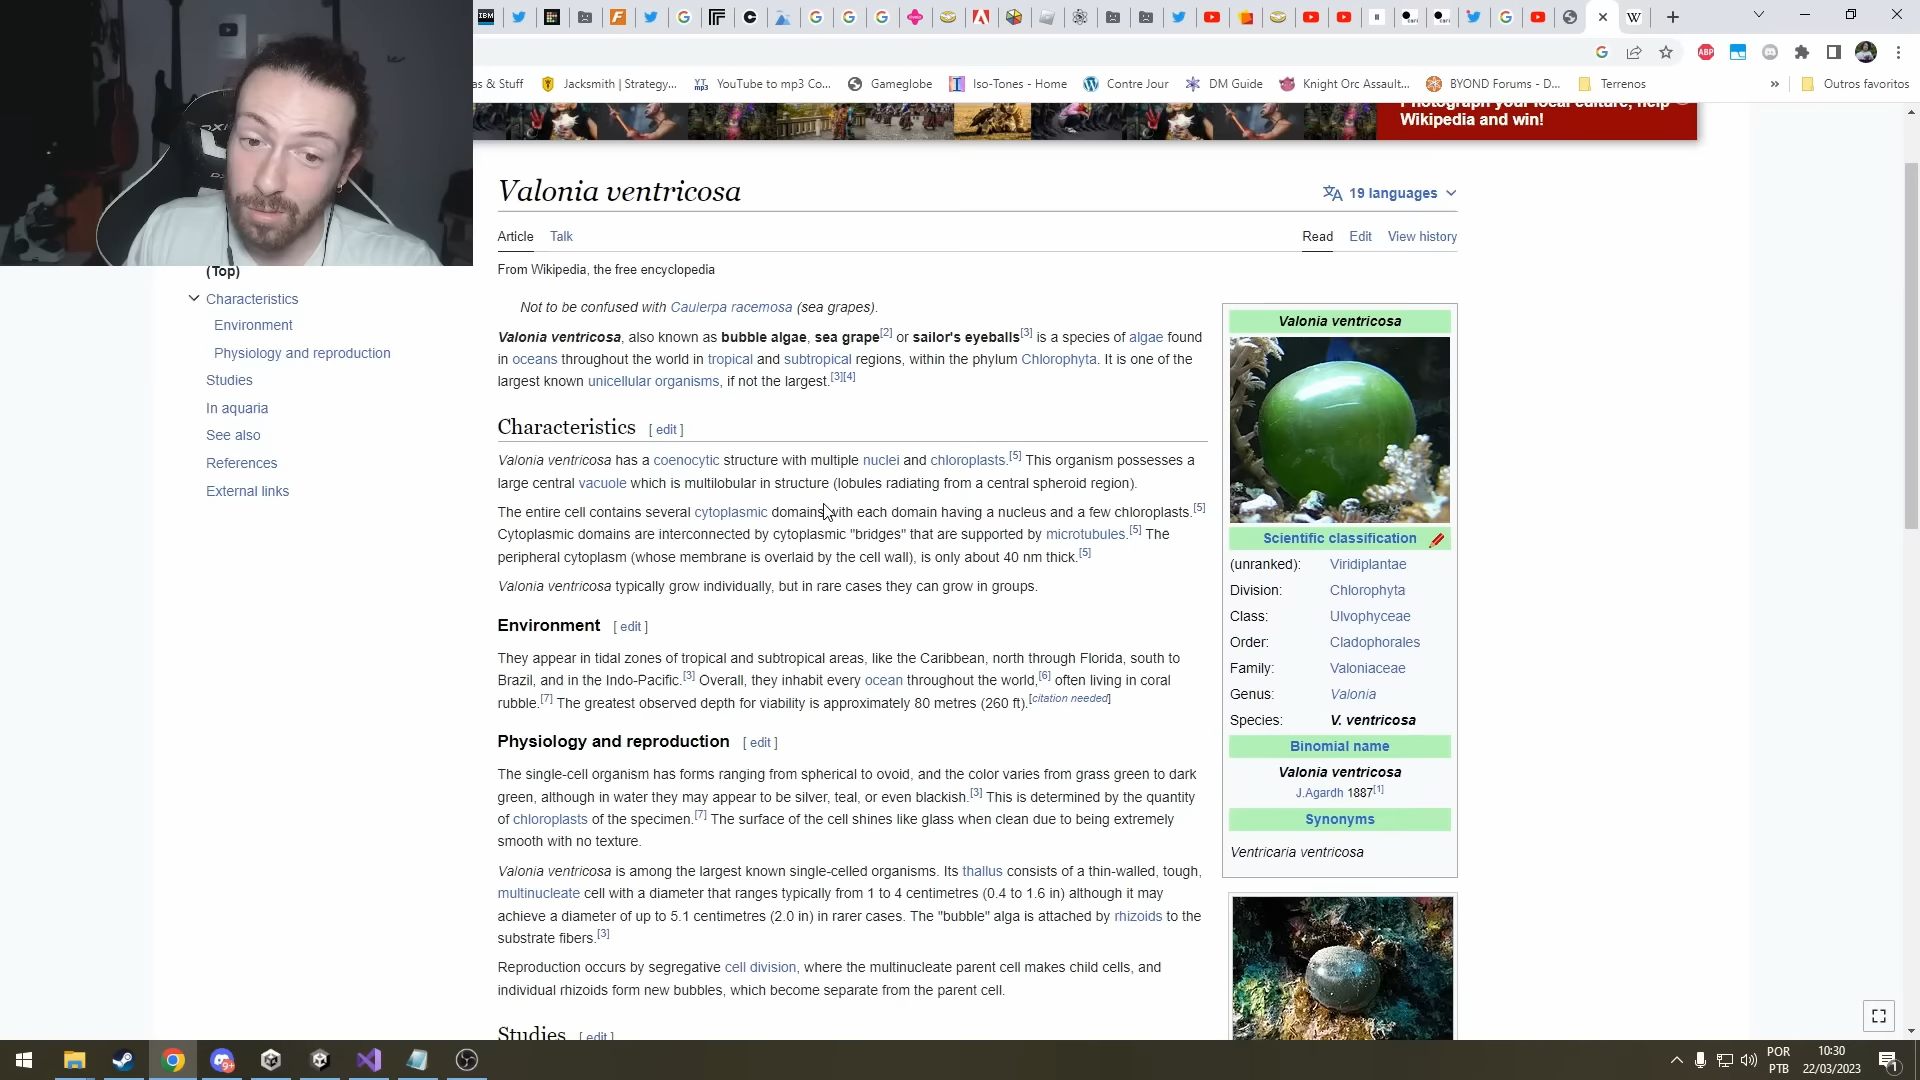 as & Stuff
Jacksmith | Strategy...
YouTube to mp3 Co...
Gameglobe
Iso-Tones - Home
Contre Jour
DM Guide
Knight Orc Assault...
BYOND Forums - D...
Terrenos
»
Outros favoritos
Photograph your local culture, help
Wikipedia and win!
Valonia ventricosa
19 languages
Article Talk
Read Edit View history
From Wikipedia, the free encyclopedia
(Top)
Characteristics
Environment
Physiology and reproduction
Studies
In aquaria
See also
References
External links
Not to be confused with Caulerpa racemosa (sea grapes).
Valonia ventricosa, also known as bubble algae, sea grape[2] or sailor's eyeballs[3] is a species of algae found
in oceans throughout the world in tropical and subtropical regions, within the phylum Chlorophyta. It is one of the
largest known unicellular organisms, if not the largest.[3][4]
Characteristics [ edit ]
Valonia ventricosa has a coenocytic structure with multiple nuclei and chloroplasts.[5] This organism possesses a
large central vacuole which is multilobular in structure (lobules radiating from a central spheroid region).
The entire cell contains several cytoplasmic domains with each domain having a nucleus and a few chloroplasts.[5]
Cytoplasmic domains are interconnected by cytoplasmic "bridges" that are supported by microtubules.[5] The
peripheral cytoplasm (whose membrane is overlaid by the cell wall), is only about 40 nm thick.[5]
Valonia ventricosa typically grow individually, but in rare cases they can grow in groups.
Environment [ edit ]
They appear in tidal zones of tropical and subtropical areas, like the Caribbean, north through Florida, south to
Brazil, and in the Indo-Pacific.[3] Overall, they inhabit every ocean throughout the world,[6] often living in coral
rubble.[7] The greatest observed depth for viability is approximately 80 metres (260 ft).[citation needed]
Physiology and reproduction [ edit ]
The single-cell organism has forms ranging from spherical to ovoid, and the color varies from grass green to dark
green, although in water they may appear to be silver, teal, or even blackish.[3] This is determined by the quantity
of chloroplasts of the specimen.[7] The surface of the cell shines like glass when clean due to being extremely
smooth with no texture.
Valonia ventricosa is among the largest known single-celled organisms. Its thallus consists of a thin-walled, tough,
multinucleate cell with a diameter that ranges typically from 1 to 4 centimetres (0.4 to 1.6 in) although it may
achieve a diameter of up to 5.1 centimetres (2.0 in) in rarer cases. The "bubble" alga is attached by rhizoids to the
substrate fibers.[3]
Reproduction occurs by segregative cell division, where the multinucleate parent cell makes child cells, and
individual rhizoids form new bubbles, which become separate from the parent cell.
Studies [ edit ]
Valonia ventricosa
Scientific classification
(unranked): Viridiplantae
Division: Chlorophyta
Class: Ulvophyceae
Order: Cladophorales
Family: Valoniaceae
Genus: Valonia
Species: V. ventricosa
Binomial name
Valonia ventricosa
J.Agardh 1887[1]
Synonyms
Ventricaria ventricosa
POR
PTB
10:30
22/03/2023